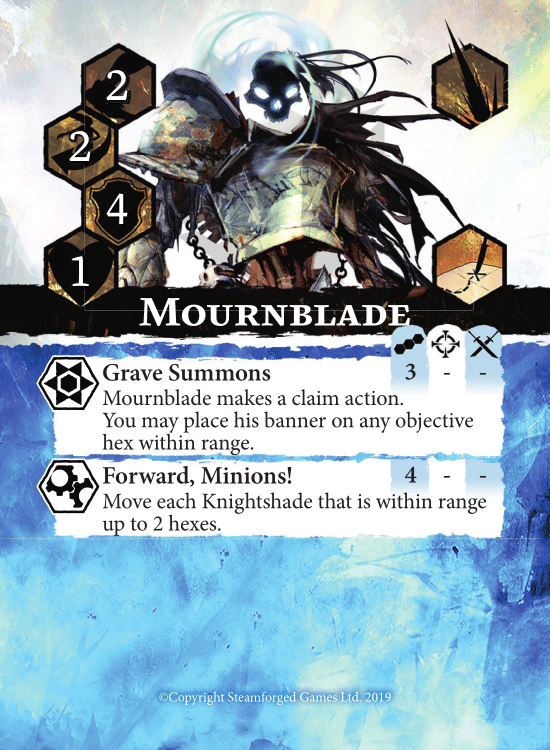 2
2
4
1
MOURNBLADE
Grave Summons 3 - -
Mournblade makes a claim action.
You may place his banner on any objective
hex within range.
Forward, Minions! 4 - -
Move each Knightshade that is within range
up to 2 hexes.
©Copyright Steamforged Games Ltd. 2019